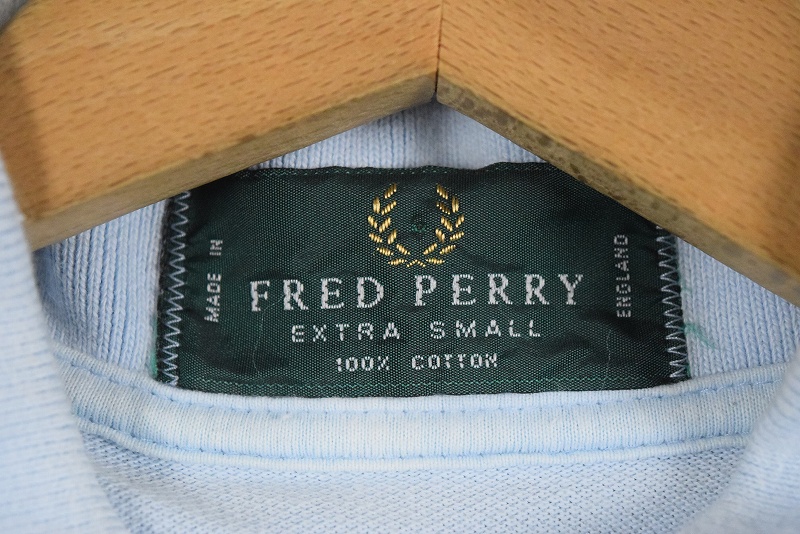 MADE IN
FRED PERRY
ENGLAND
EXTRA SMALL
100% COTTON